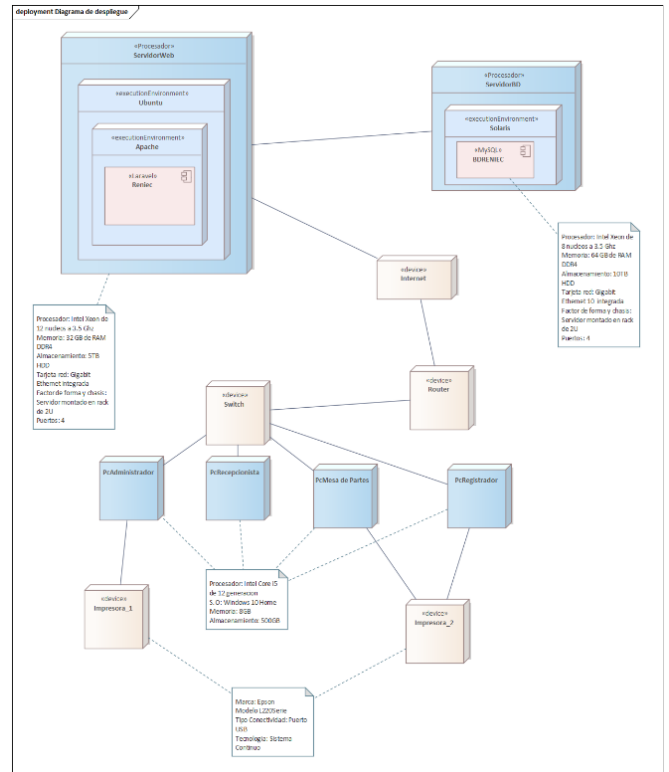 deployment Diagrama de despliegue
«Procesador»
ServidorWeb
«executionEnvironment»
Ubuntu
«executionEnvironment»
Apache
«Laravel»
Reniec
«Procesador»
ServidorBD
«executionEnvironment»
Solaris
«MySQL»
BDRENIEC
Procesador: Intel Xeon de
8 nucleos a 3.5 Ghz
Memoria: 64 GB de RAM
DDR4
Almacenamiento: 10TB
HDD
Tarjeta red: Gigabit
Ethernet 10 integrada
Factor de forma y chasis:
Servidor montado en rack
de 2U
Puertos: 4
«device»
Internet
Procesador: Intel Xeon de
12 nucleos a 3.5 Ghz
Memoria: 32 GB de RAM
DDR4
Almacenamiento: 5TB
HDD
Tarjeta red: Gigabit
Ethernet integrada
Factor de forma y chasis:
Servidor montado en rack
de 2U
Puertos: 4
«device»
Router
«device»
Switch
PcAdministrador
PcRecepcionista
PcMesa de Partes
PcRegistrador
Procesador: Intel Core i5
de 12 generacion
S.O: Windows 10 Home
Memoria: 8GB
Almacenamiento: 500GB
«device»
Impresora_1
«device»
Impresora_2
Marca: Epson
Modelo L220Serie
Tipo Conectividad: Puerto
USB
Tecnologia: Sistema
Continuo